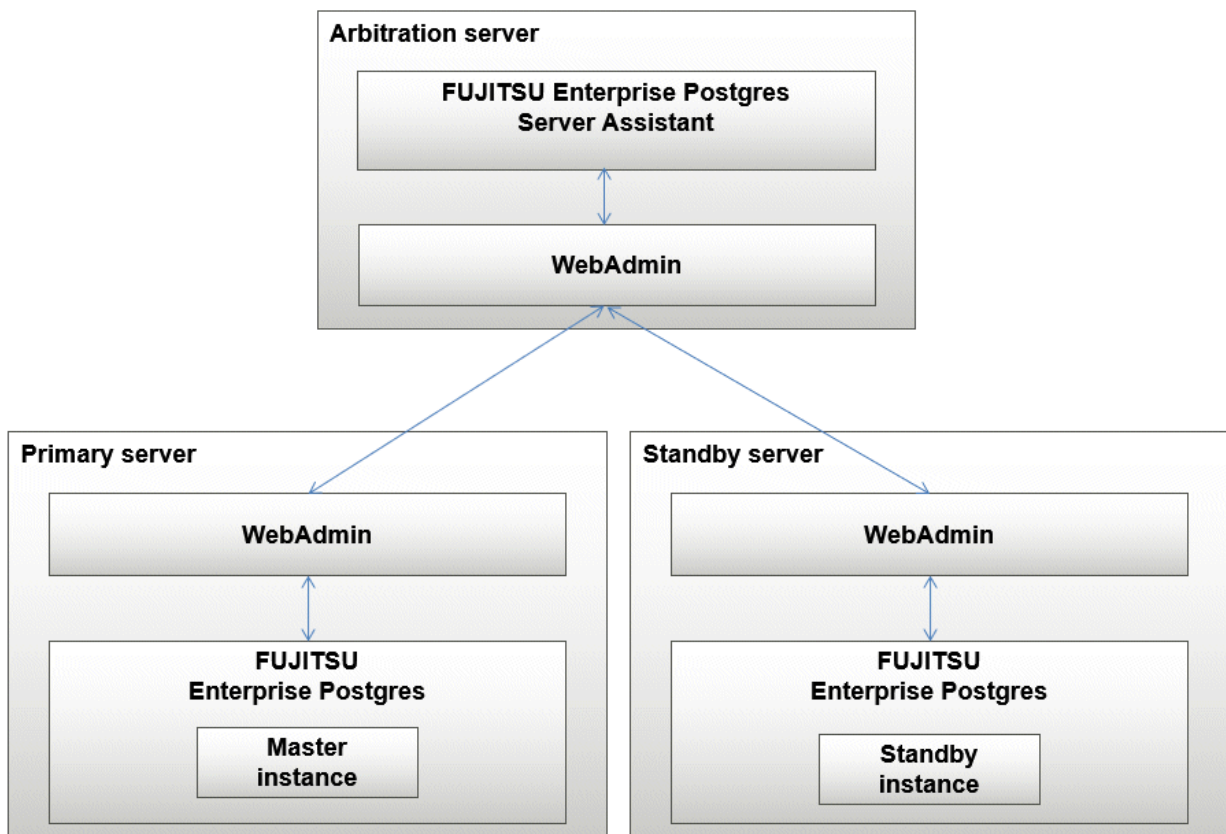 Arbitration server
FUJITSU Enterprise Postgres
Server Assistant
WebAdmin
Primary server
WebAdmin
FUJITSU
Enterprise Postgres
Master
instance
Standby server
WebAdmin
FUJITSU
Enterprise Postgres
Standby
instance